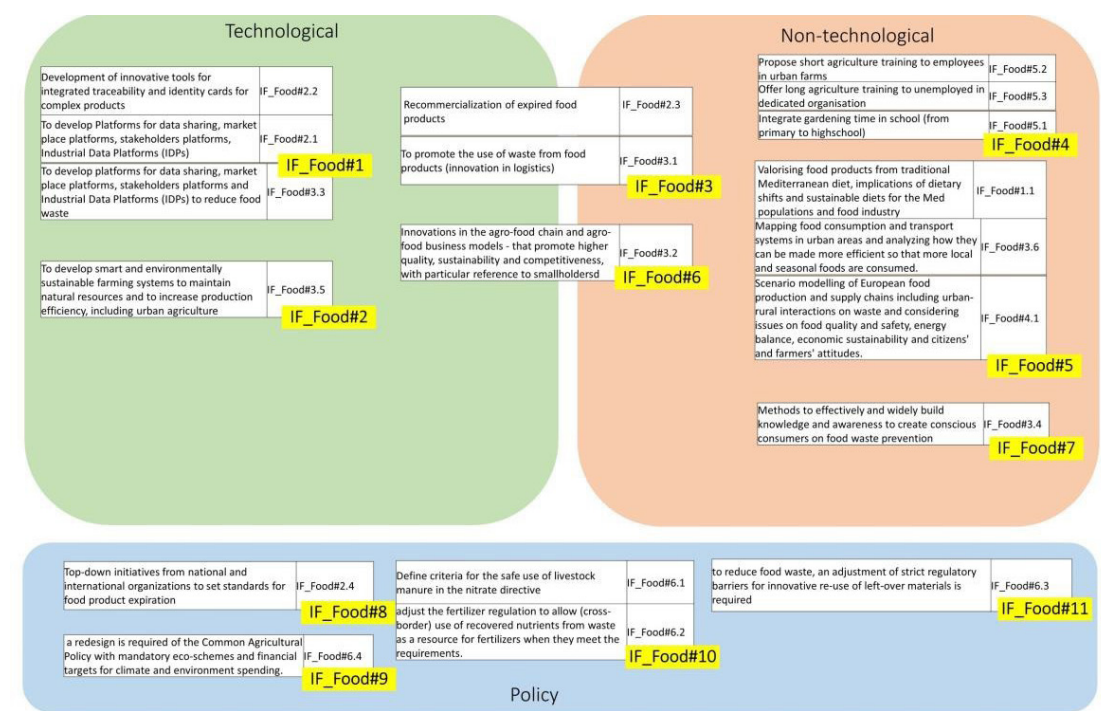 Technological
Development of innovative tools for
integrated traceability and identity cards for
complex products
IF_Food#2.2
To develop Platforms for data sharing, market
place platforms, stakeholders platforms,
Industrial Data Platforms (IDPs)
IF_Food#2.1
IF_Food#1
To develop platforms for data sharing, market
place platforms, stakeholders platforms and
Industrial Data Platforms (IDPs) to reduce food
waste
IF_Food#3.3
To develop smart and environmentally
sustainable farming systems to maintain
natural resources and to increase production
efficiency, including urban agriculture
IF_Food#3.5
IF_Food#2
Recommercialization of expired food
products
IF_Food#2.3
To promote the use of waste from food
products (innovation in logistics)
IF_Food#3.1
IF_Food#3
Innovations in the agro-food chain and agro-
food business models - that promote higher
quality, sustainability and competitiveness,
with particular reference to smallholdersd
IF_Food#3.2
IF_Food#6
Non-technological
Propose short agriculture training to employees
in urban farms
IF_Food#5.2
Offer long agriculture training to unemployed in
dedicated organisation
IF_Food#5.3
Integrate gardening time in school (from
primary to highschool)
IF_Food#5.1
IF_Food#4
Valorising food products from traditional
Mediterranean diet, implications of dietary
shifts and sustainable diets for the Med
populations and food industry
IF_Food#1.1
Mapping food consumption and transport
systems in urban areas and analyzing how they
can be made more efficient so that more local
and seasonal foods are consumed.
IF_Food#3.6
Scenario modelling of European food
production and supply chains including urban-
rural interactions on waste and considering
issues on food quality and safety, energy
balance, economic sustainability and citizens'
and farmers' attitudes.
IF_Food#4.1
IF_Food#5
Methods to effectively and widely build
knowledge and awareness to create conscious
consumers on food waste prevention
IF_Food#3.4
IF_Food#7
Top-down initiatives from national and
international organizations to set standards for
food product expiration
IF_Food#2.4
IF_Food#8
a redesign is required of the Common Agricultural
Policy with mandatory eco-schemes and financial
targets for climate and environment spending.
IF_Food#6.4
IF_Food#9
Define criteria for the safe use of livestock
manure in the nitrate directive
IF_Food#6.1
adjust the fertilizer regulation to allow (cross-
border) use of recovered nutrients from waste
as a resource for fertilizers when they meet the
requirements.
IF_Food#6.2
IF_Food#10
to reduce food waste, an adjustment of strict regulatory
barriers for innovative re-use of left-over materials is
required
IF_Food#6.3
IF_Food#11
Policy